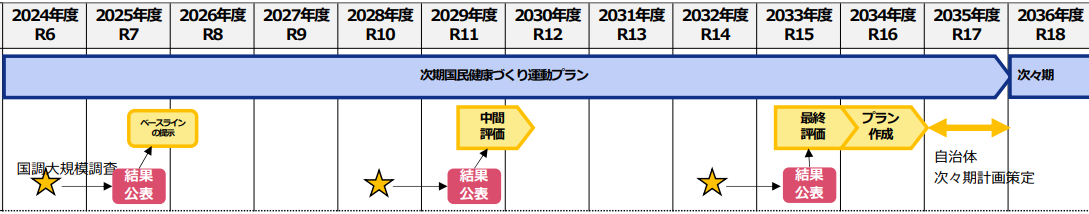 2024年度 2025年度 2026年度 2027年度 2028年度 2029年度 2030年度 2031年度 2032年度 2033年度 2034年度 2035年度 2036年度
R6 R7 R8 R9 R10 R11 R12 R13 R14 R15 R16 R17 R18
次期国民健康づくり運動プラン 次々期
ベースライン
の提示
中間
評価
最終
評価
プラン
作成
国調大規模調査
結果
公表
結果
公表
結果
公表
自治体
次々期計画策定